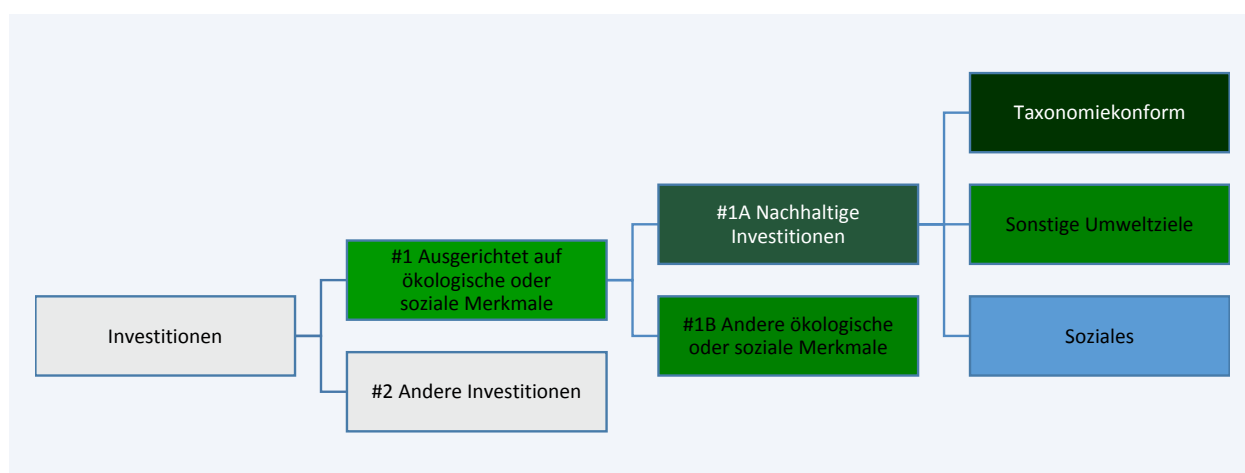 Investitionen
#1 Ausgerichtet auf
ökologische oder
soziale Merkmale
#2 Andere Investitionen
#1A Nachhaltige
Investitionen
#1B Andere ökologische
oder soziale Merkmale
Taxonomiekonform
Sonstige Umweltziele
Soziales